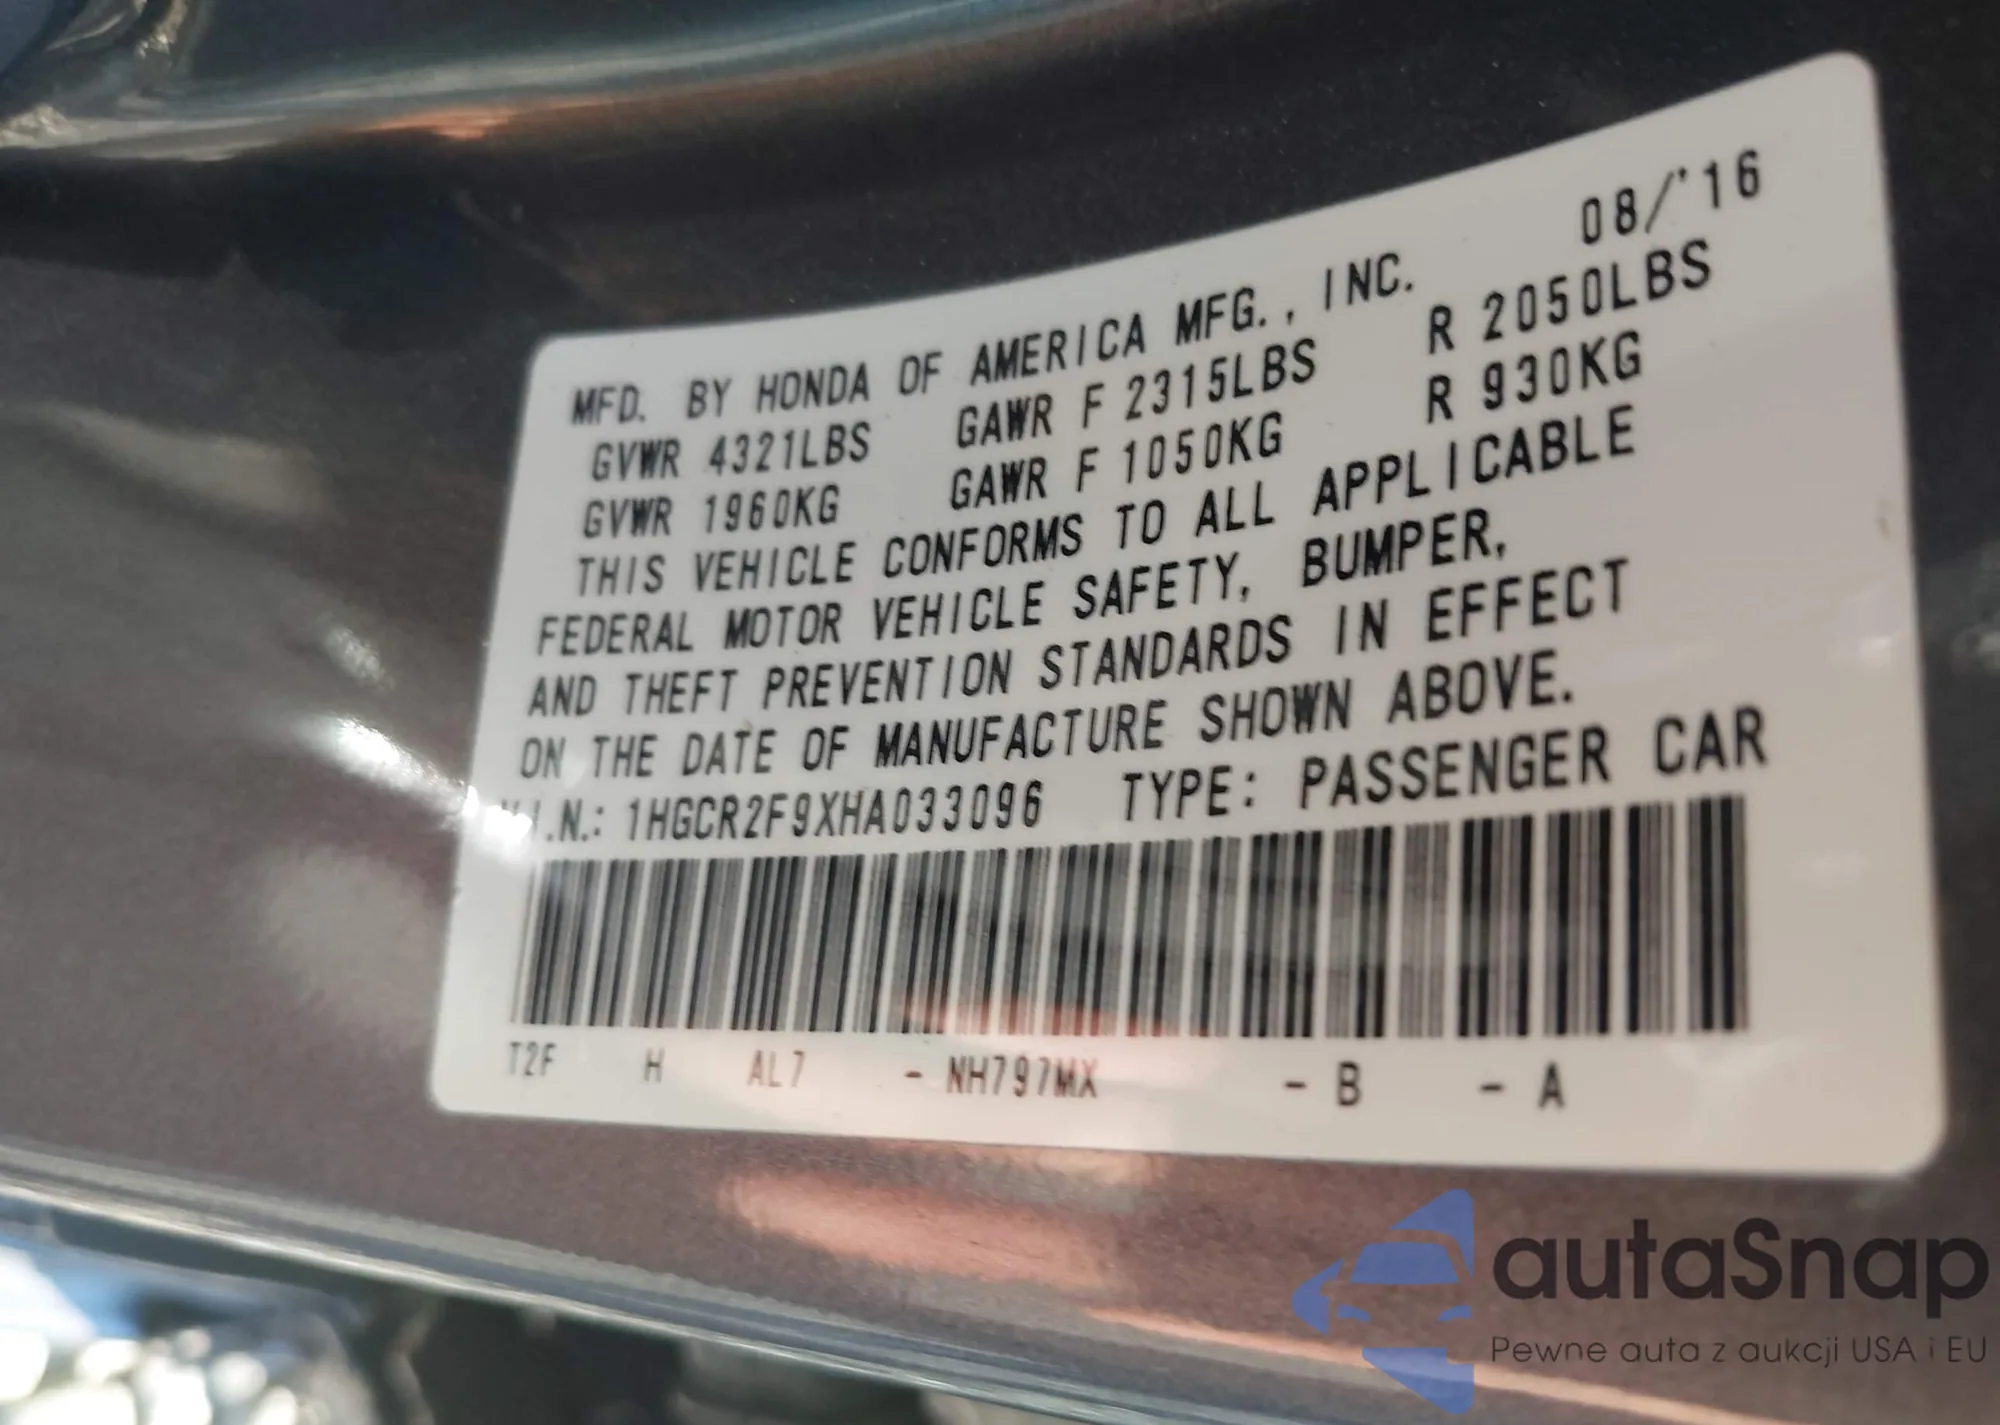 08/'16
MFD. BY HONDA OF AMERICA MFG., INC.
GVWR 4321LBS GAWR F 2315LBS R 2050LBS
GVWR 1960KG GAWR F 1050KG R 930KG
THIS VEHICLE CONFORMS TO ALL APPLICABLE
FEDERAL MOTOR VEHICLE SAFETY, BUMPER,
AND THEFT PREVENTION STANDARDS IN EFFECT
ON THE DATE OF MANUFACTURE SHOWN ABOVE.
V.I.N.: 1HGCR2F9XHA033096 TYPE: PASSENGER CAR
T2F H AL7 - NH797MX - B - A
autaSnap
Pewne auta z aukcji USA i EU